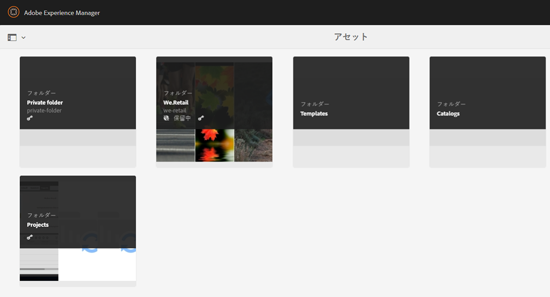 Adobe Experience Manager
アセット
フォルダー
Private folder
private-folder
フォルダー
We.Retail
we-retail
保留中
フォルダー
Templates
フォルダー
Catalogs
フォルダー
Projects